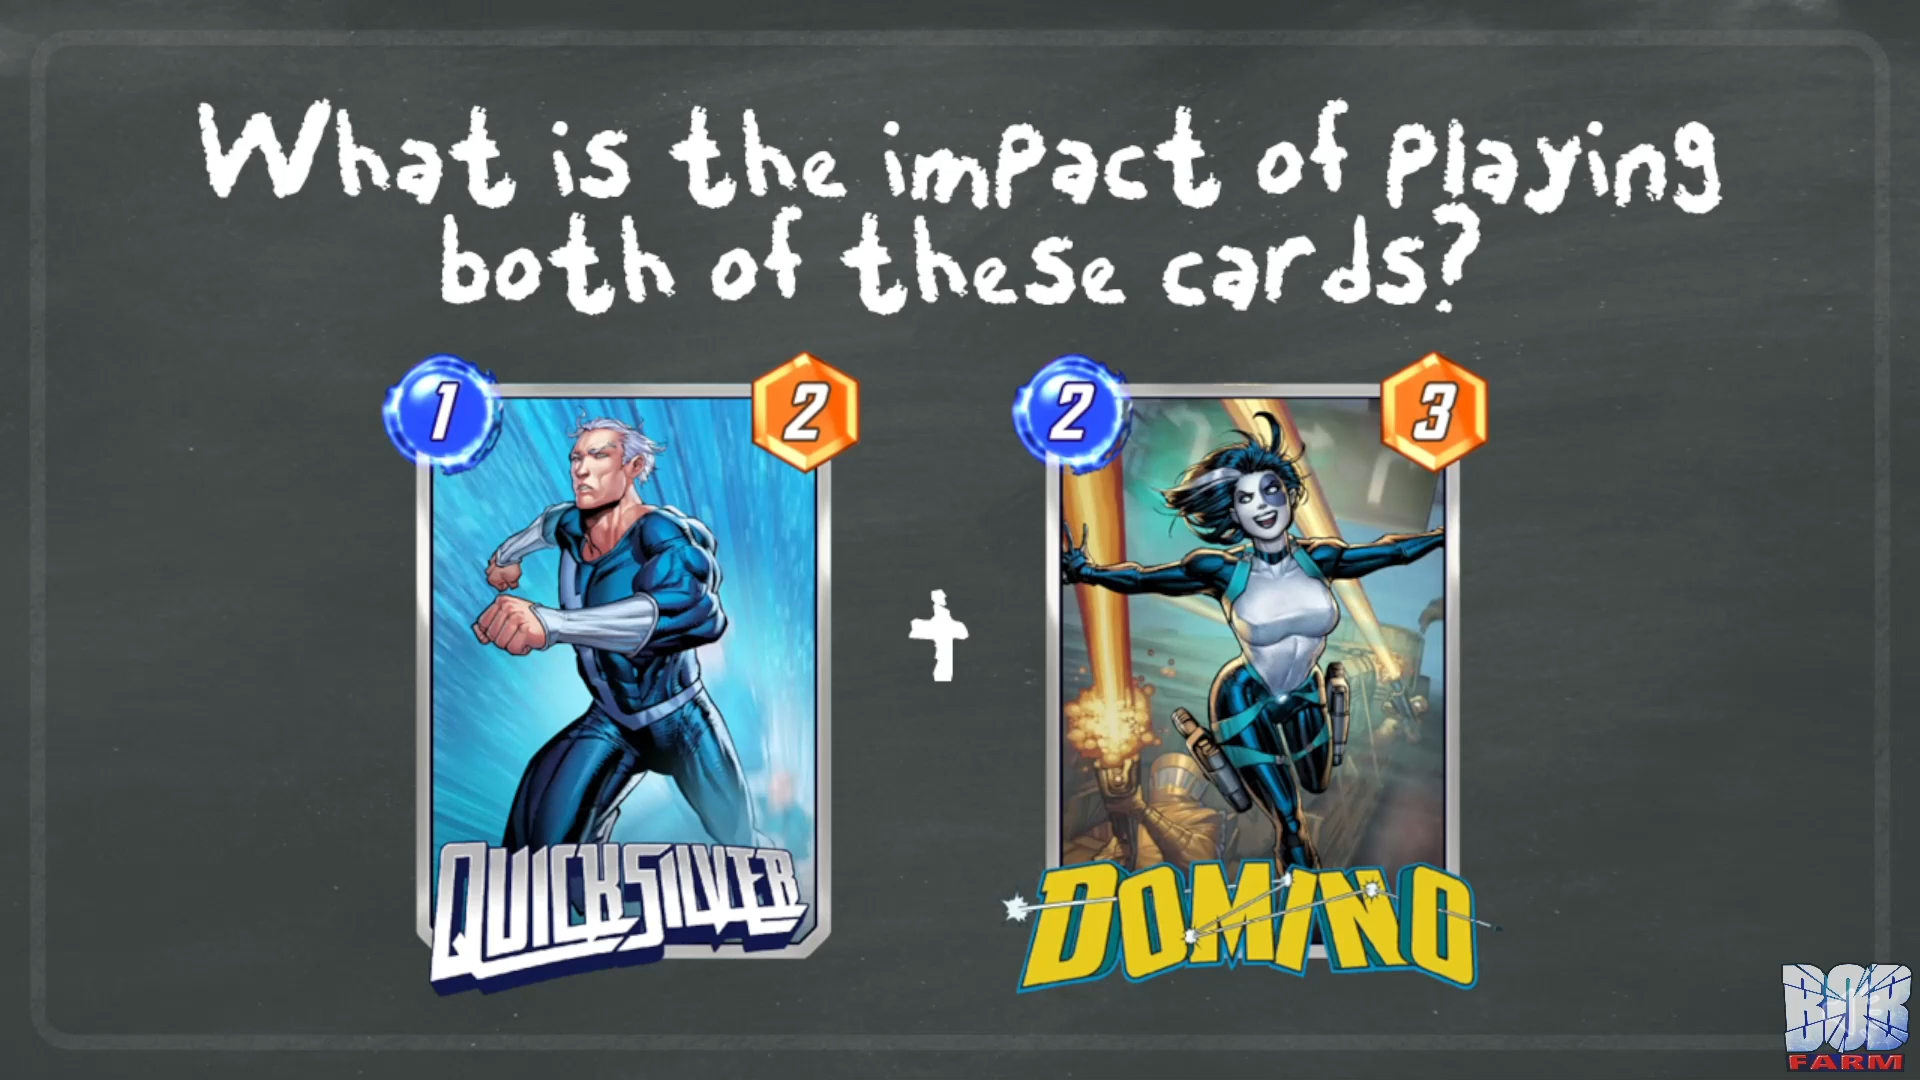 What is the impact of playing
both of these cards?
1
2
2
3
+
QUICKSILVER
DOMINO
BOB
FARM